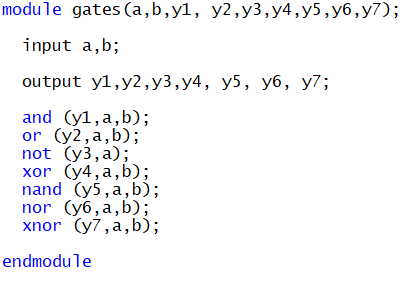 module gates(a,b,y1, y2,y3,y4,y5,y6,y7);
input a,b;
output y1,y2,y3,y4, y5, y6, y7;
and (y1,a,b);
or (y2,a,b);
not (y3,a);
xor (y4,a,b);
nand (y5,a,b);
nor (y6,a,b);
xnor (y7,a,b);
endmodule